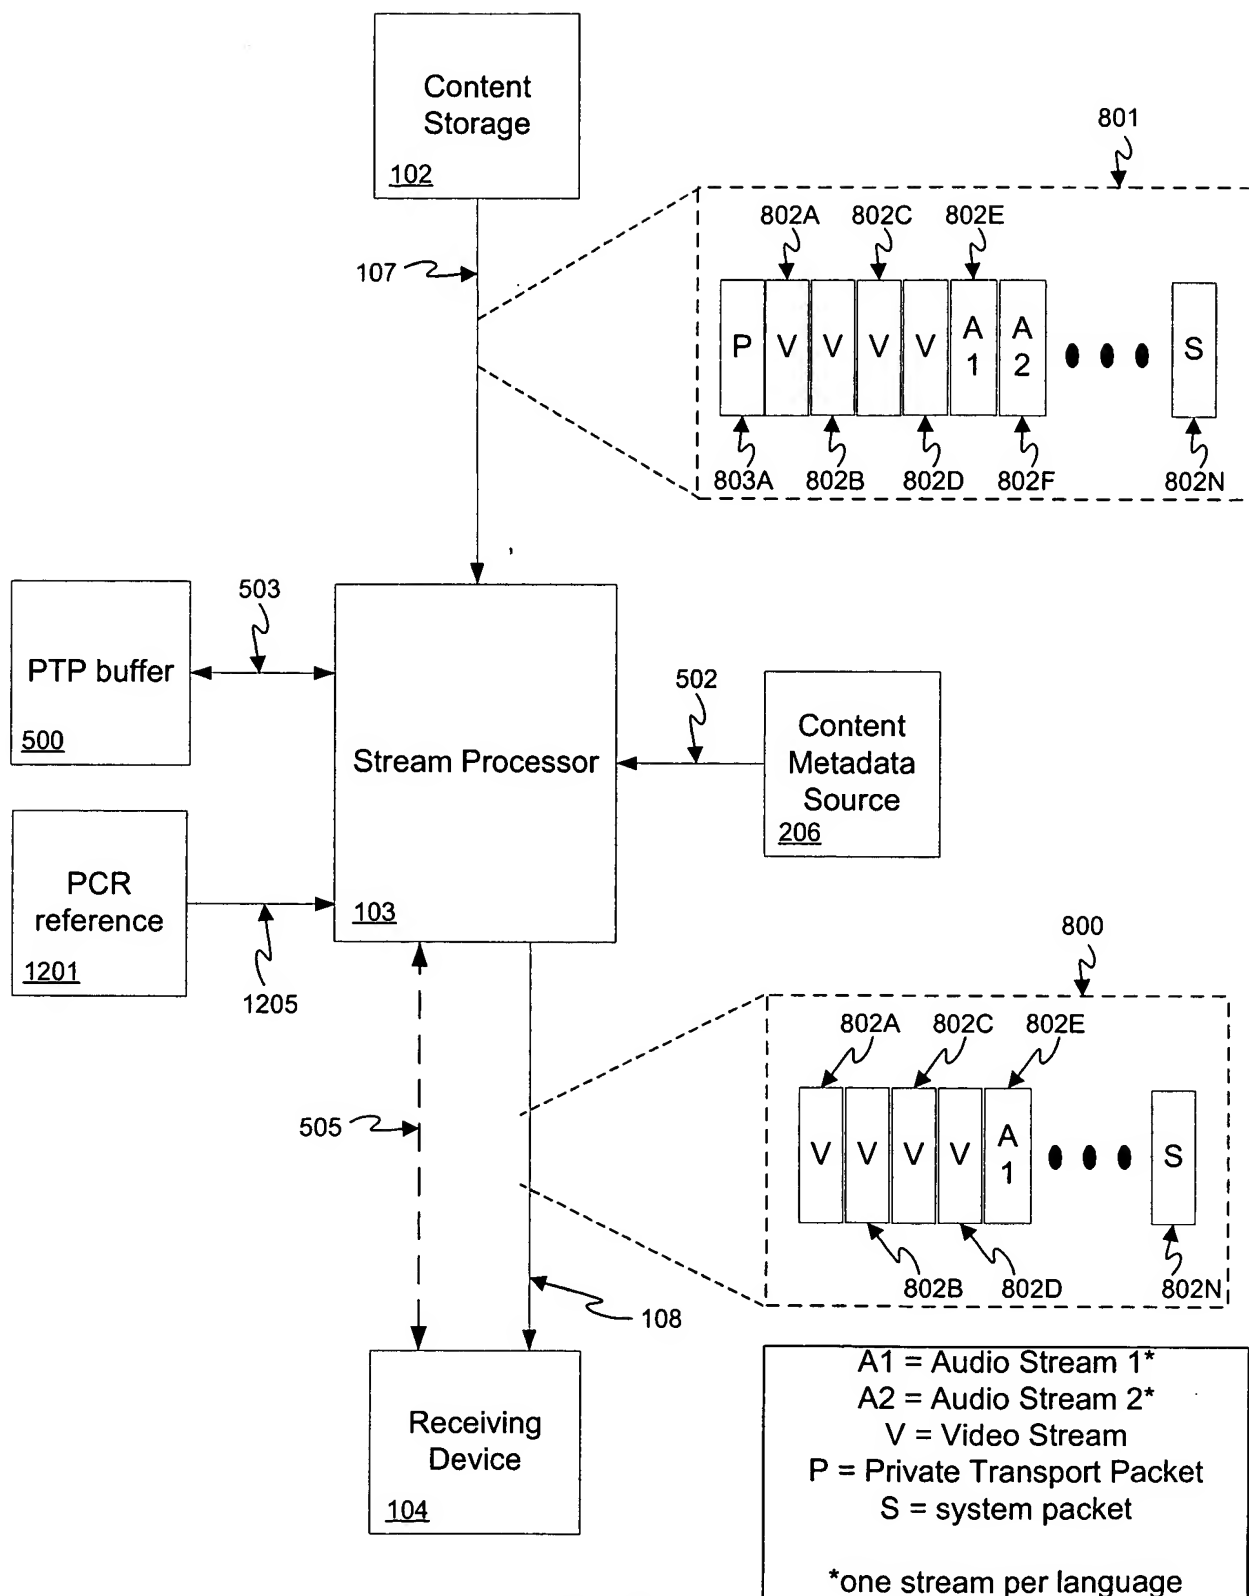 Content
Storage
102
801
802A
802C
802E
107
P
V
V
V
V
A
1
A
2
S
803A
802B
802D
802F
802N
503
PTP buffer
500
Stream Processor
103
502
Content
Metadata
Source
206
PCR
reference
1201
1205
800
802A
802C
802E
505
V
V
V
V
A
1
S
802B
802D
802N
108
Receiving
Device
104
A1 = Audio Stream 1*
A2 = Audio Stream 2*
V = Video Stream
P = Private Transport Packet
S = system packet
*one stream per language